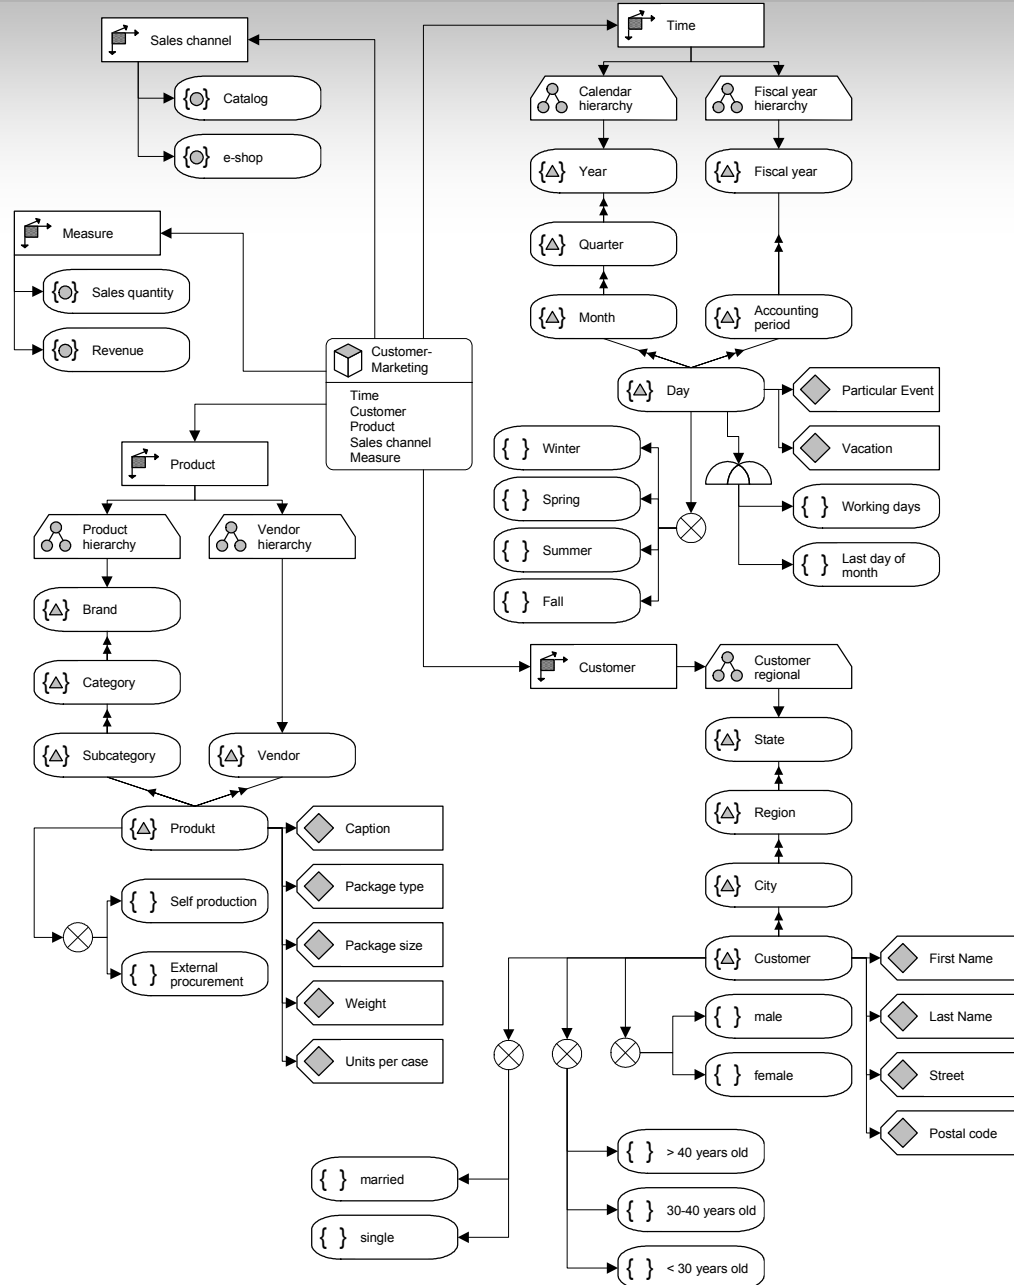 Sales channel
Catalog
e-shop
Measure
Sales quantity
Revenue
Time
Calendar
hierarchy
Fiscal year
hierarchy
Year
Fiscal year
Quarter
Month
Accounting
period
Day
Particular Event
Vacation
Winter
Spring
Summer
Fall
Working days
Last day of
month
Customer-
Marketing
Time
Customer
Product
Sales channel
Measure
Product
Product
hierarchy
Vendor
hierarchy
Brand
Category
Subcategory
Vendor
Produkt
Caption
Package type
Package size
Weight
Units per case
Self production
External
procurement
Customer
Customer
regional
State
Region
City
Customer
First Name
Last Name
Street
Postal code
male
female
> 40 years old
30-40 years old
< 30 years old
married
single